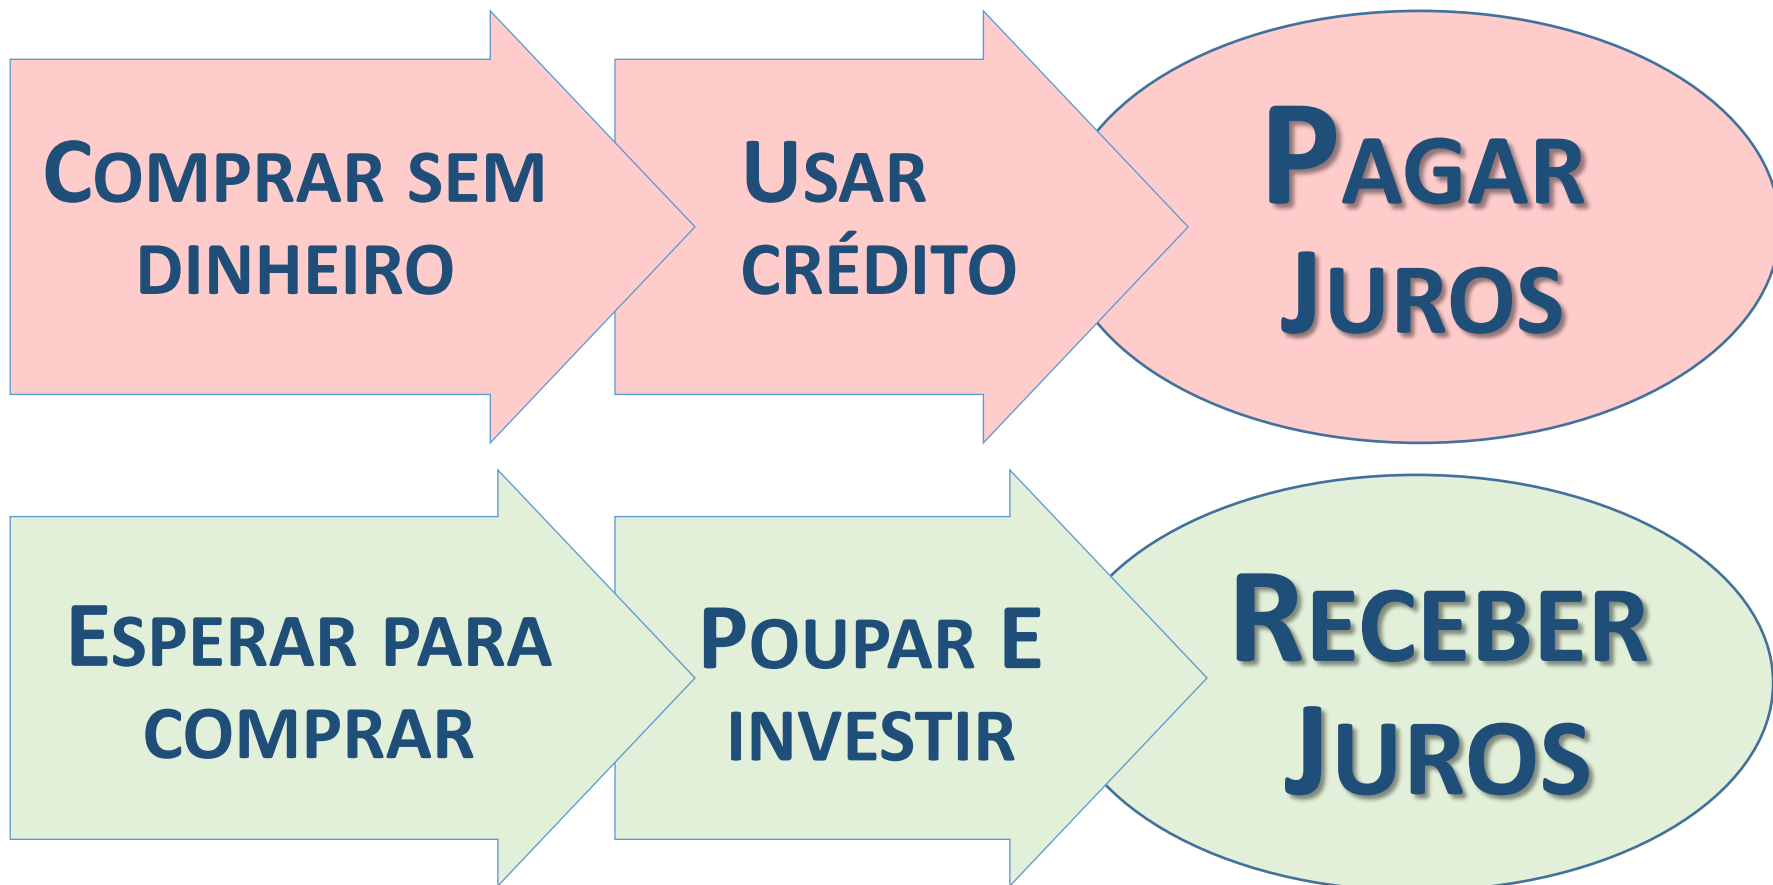 Comprar sem
dinheiro
Usar
crédito
Pagar
Juros
Esperar para
comprar
Poupar E
investir
Receber
Juros